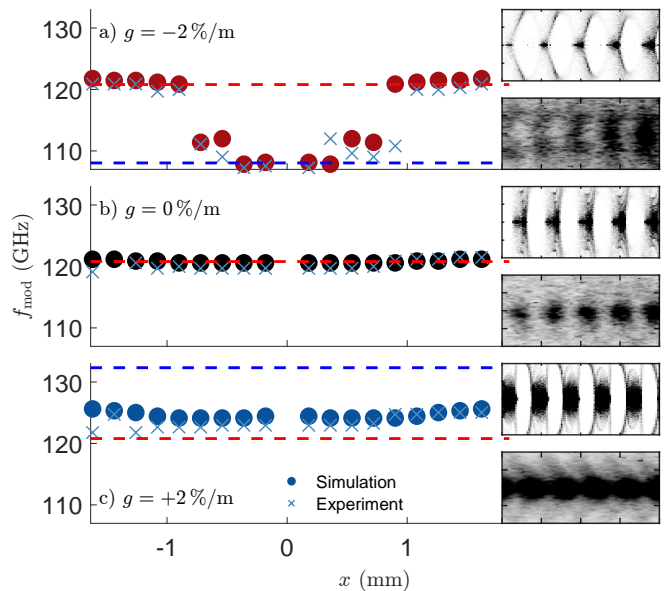 130
a) g = −2 %/m
120
110
130
b) g = 0 %/m
120
110
f_mod (GHz)
130
120
Simulation
Experiment
110
c) g = +2 %/m
-1
0
1
x (mm)